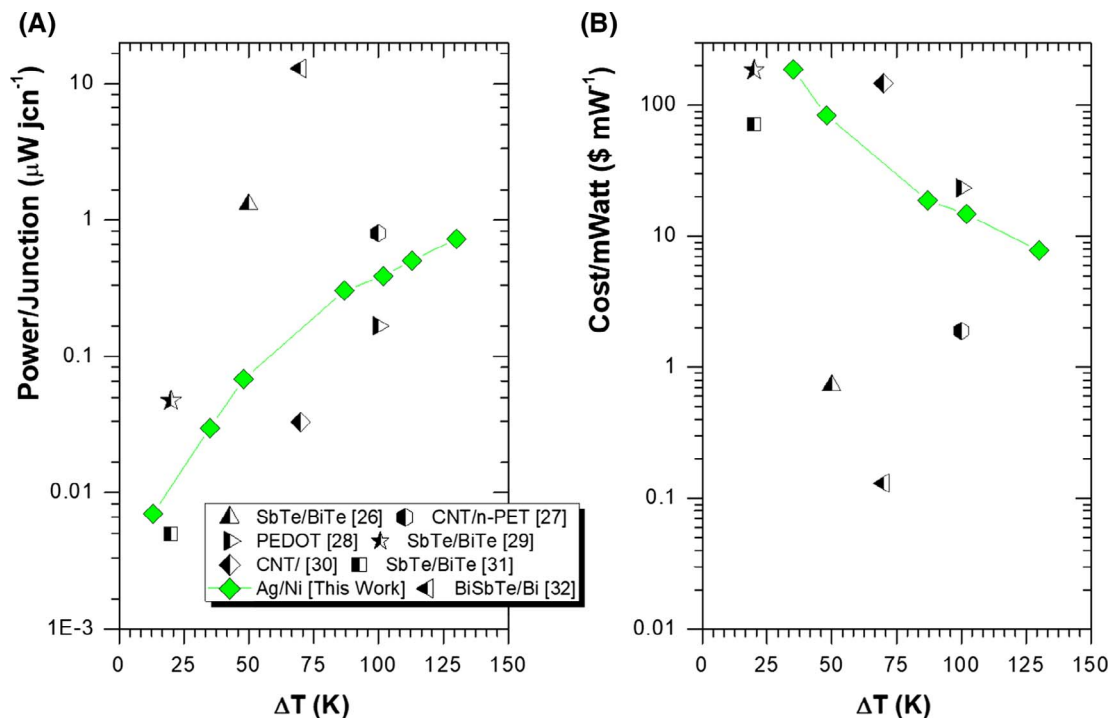 (A)
Power/Junction (μW jcn⁻¹)
10
1
0.1
0.01
1E-3
0 25 50 75 100 125 150
ΔT (K)
SbTe/BiTe [26] CNT/n-PET [27]
PEDOT [28] SbTe/BiTe [29]
CNT/ [30] SbTe/BiTe [31]
Ag/Ni [This Work] BiSbTe/Bi [32]
(B)
Cost/mWatt ($ mW⁻¹)
100
10
1
0.1
0.01
0 25 50 75 100 125 150
ΔT (K)